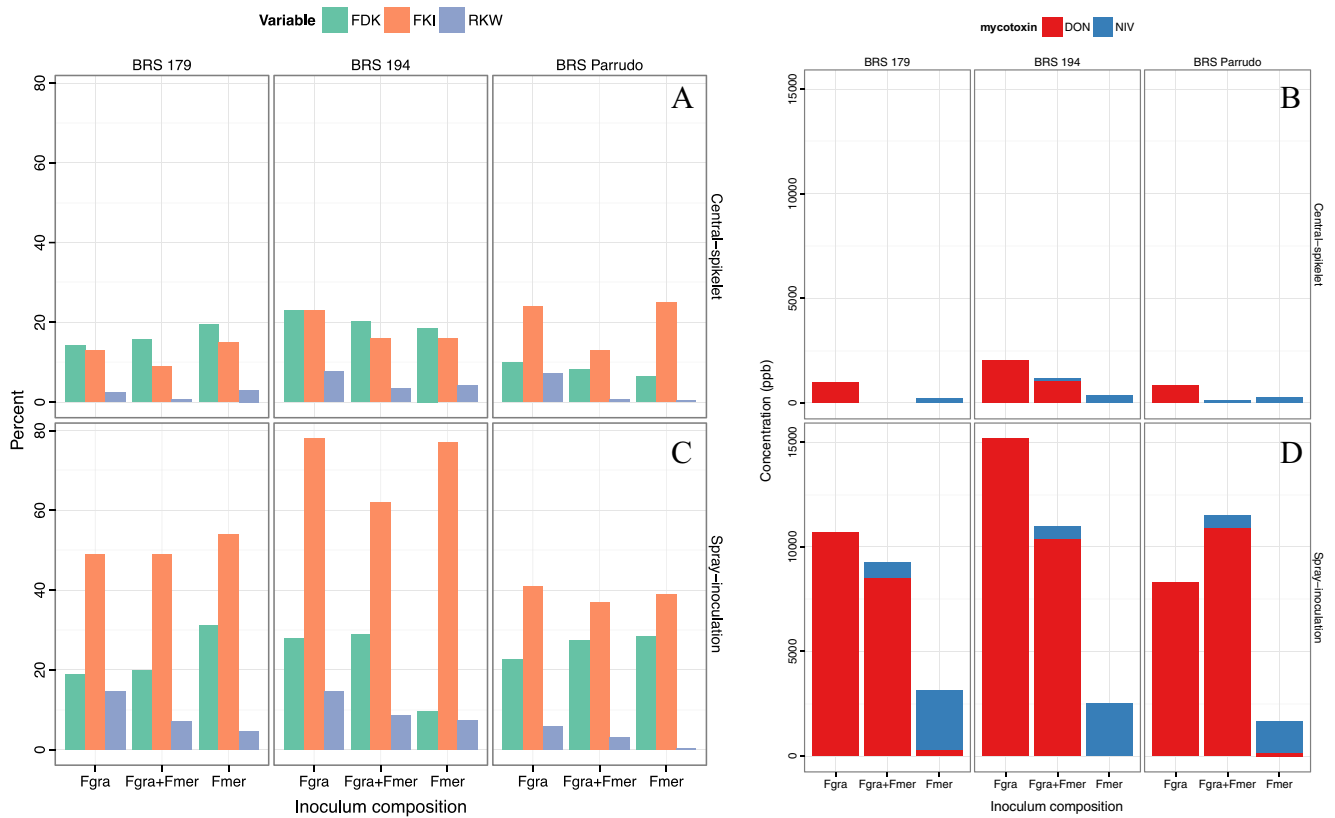 Variable FDK FKI RKW
BRS 179 BRS 194 BRS Parrudo
A
80
60
40
20
0
Central−spikelet
C
80
60
40
20
0
Spray−inoculation
Percent
Fgra Fgra+Fmer Fmer Fgra Fgra+Fmer Fmer Fgra Fgra+Fmer Fmer
Inoculum composition
mycotoxin DON NIV
BRS 179 BRS 194 BRS Parrudo
B
15000
10000
5000
0
Central−spikelet
D
15000
10000
5000
0
Spray−inoculation
Concentration (ppb)
Fgra Fgra+Fmer Fmer Fgra Fgra+Fmer Fmer Fgra Fgra+Fmer Fmer
Inoculum composition